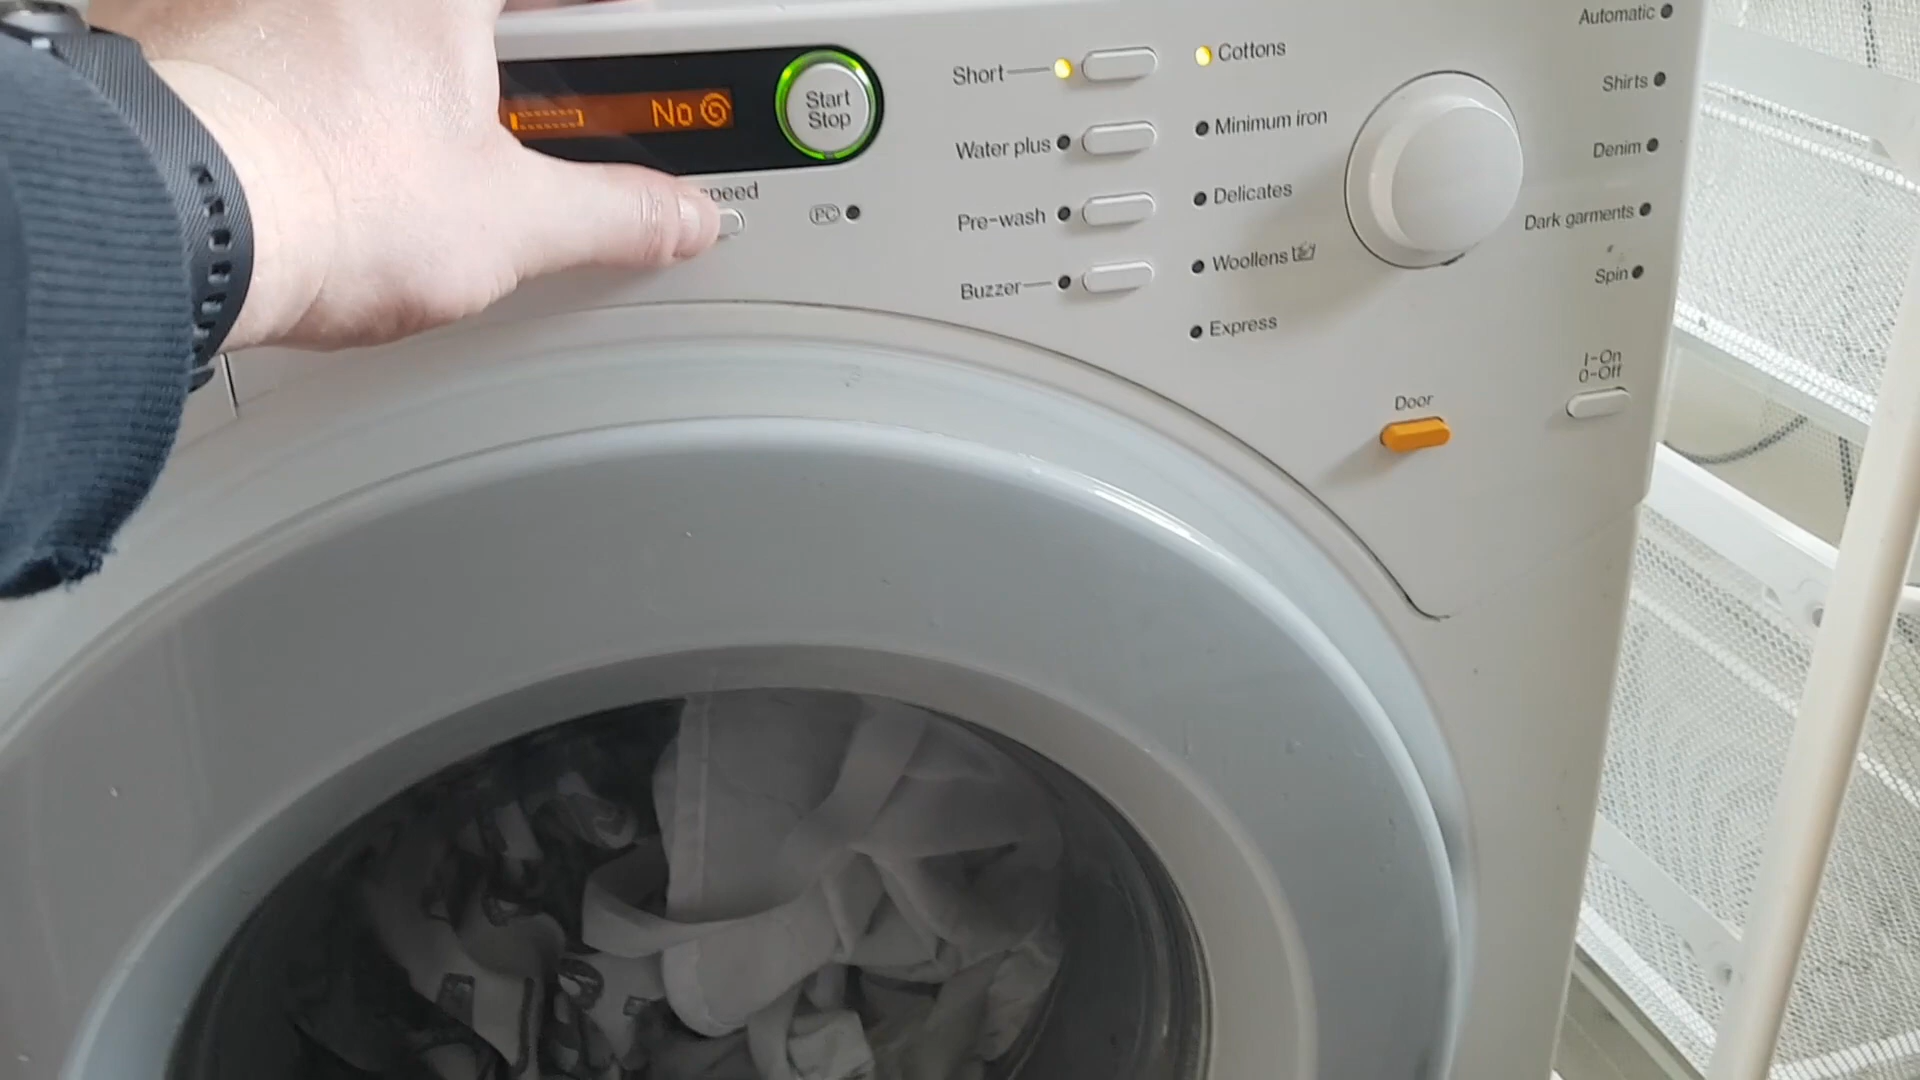 No
Start
Stop
speed
PC
Short
Water plus
Pre-wash
Buzzer
Cottons
Minimum iron
Delicates
Woollens
Express
Automatic
Shirts
Denim
Dark garments
Spin
I-On
0-Off
Door